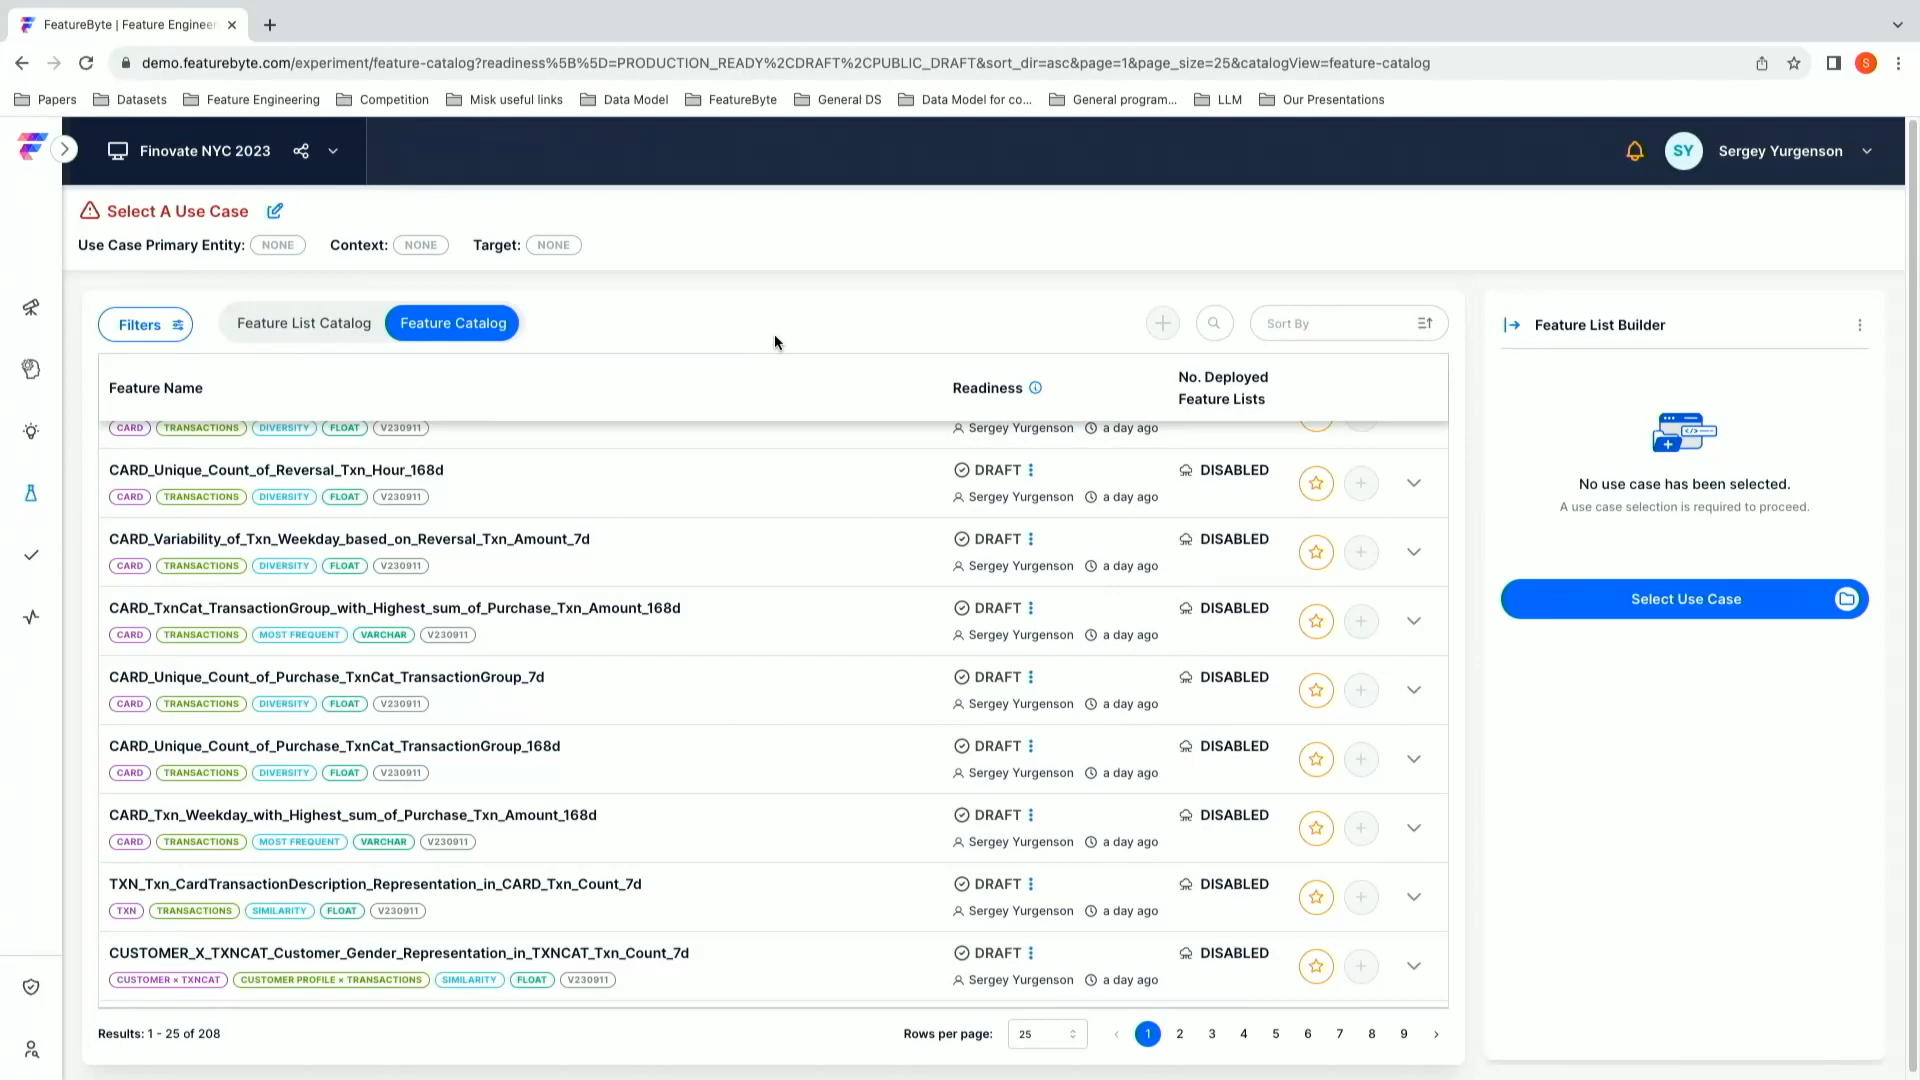 FeatureByte | Feature Enginee
demo.featurebyte.com/experiment/feature-catalog?readiness%5B%5D=PRODUCTION_READY%2CDRAFT%2CPUBLIC_DRAFT&sort_dir=asc&page=1&page_size=25&catalogView=feature-catalog
S
Papers Datasets Feature Engineering Competition Misk useful links Data Model FeatureByte General DS Data Model for co... General program... LLM Our Presentations
Finovate NYC 2023
SY Sergey Yurgenson
Select A Use Case
Use Case Primary Entity: NONE Context: NONE Target: NONE
Filters Feature List Catalog Feature Catalog Sort By
Feature List Builder
Feature Name Readiness No. Deployed Feature Lists
CARD TRANSACTIONS DIVERSITY FLOAT V230911 Sergey Yurgenson a day ago
CARD_Unique_Count_of_Reversal_Txn_Hour_168d DRAFT DISABLED
CARD TRANSACTIONS DIVERSITY FLOAT V230911 Sergey Yurgenson a day ago
CARD_Variability_of_Txn_Weekday_based_on_Reversal_Txn_Amount_7d DRAFT DISABLED
CARD TRANSACTIONS DIVERSITY FLOAT V230911 Sergey Yurgenson a day ago
CARD_TxnCat_TransactionGroup_with_Highest_sum_of_Purchase_Txn_Amount_168d DRAFT DISABLED
CARD TRANSACTIONS MOST FREQUENT VARCHAR V230911 Sergey Yurgenson a day ago
CARD_Unique_Count_of_Purchase_TxnCat_TransactionGroup_7d DRAFT DISABLED
CARD TRANSACTIONS DIVERSITY FLOAT V230911 Sergey Yurgenson a day ago
CARD_Unique_Count_of_Purchase_TxnCat_TransactionGroup_168d DRAFT DISABLED
CARD TRANSACTIONS DIVERSITY FLOAT V230911 Sergey Yurgenson a day ago
CARD_Txn_Weekday_with_Highest_sum_of_Purchase_Txn_Amount_168d DRAFT DISABLED
CARD TRANSACTIONS MOST FREQUENT VARCHAR V230911 Sergey Yurgenson a day ago
TXN_Txn_CardTransactionDescription_Representation_in_CARD_Txn_Count_7d DRAFT DISABLED
TXN TRANSACTIONS SIMILARITY FLOAT V230911 Sergey Yurgenson a day ago
CUSTOMER_X_TXNCAT_Customer_Gender_Representation_in_TXNCAT_Txn_Count_7d DRAFT DISABLED
CUSTOMER × TXNCAT CUSTOMER PROFILE × TRANSACTIONS SIMILARITY FLOAT V230911 Sergey Yurgenson a day ago
Results: 1 - 25 of 208 Rows per page: 25 1 2 3 4 5 6 7 8 9
No use case has been selected.
A use case selection is required to proceed.
Select Use Case